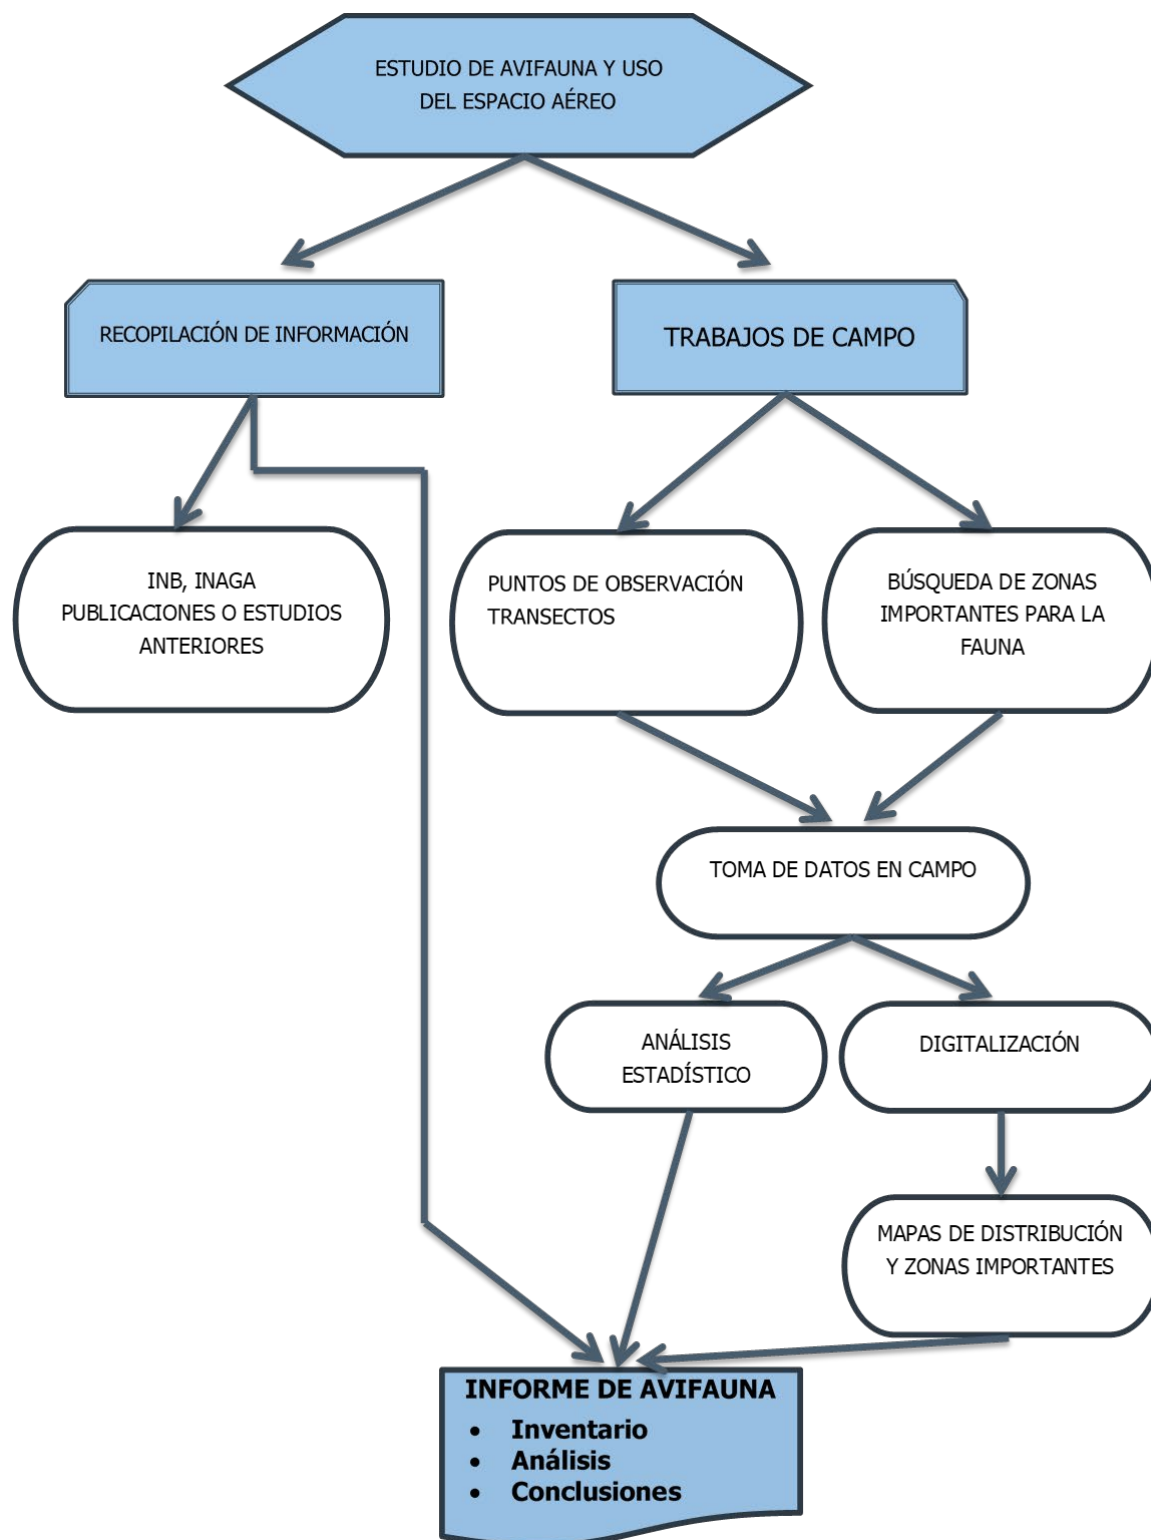 ESTUDIO DE AVIFAUNA Y USO
DEL ESPACIO AÉREO
RECOPILACIÓN DE INFORMACIÓN
TRABAJOS DE CAMPO
INB, INAGA
PUBLICACIONES O ESTUDIOS
ANTERIORES
PUNTOS DE OBSERVACIÓN
TRANSECTOS
BÚSQUEDA DE ZONAS
IMPORTANTES PARA LA
FAUNA
TOMA DE DATOS EN CAMPO
ANÁLISIS
ESTADÍSTICO
DIGITALIZACIÓN
MAPAS DE DISTRIBUCIÓN
Y ZONAS IMPORTANTES
INFORME DE AVIFAUNA
• Inventario
• Análisis
• Conclusiones